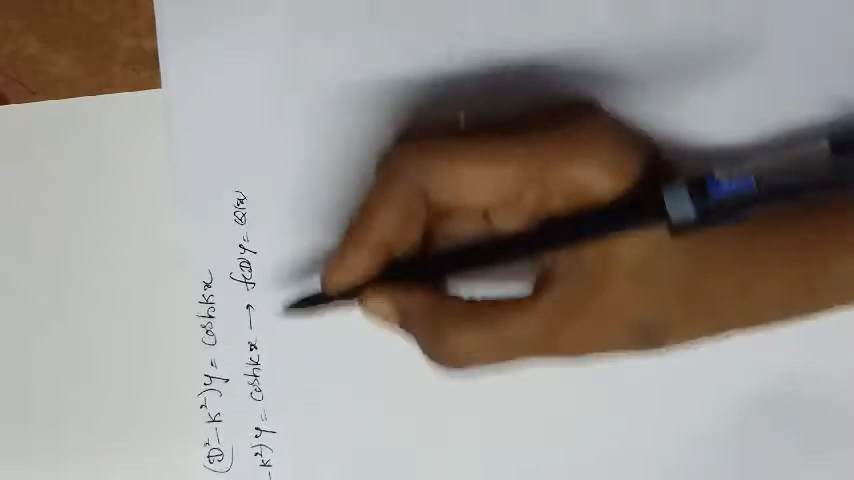 (D²-K²)y = coshkx
-K²)y = coshkx → f(D)y = Q(x)